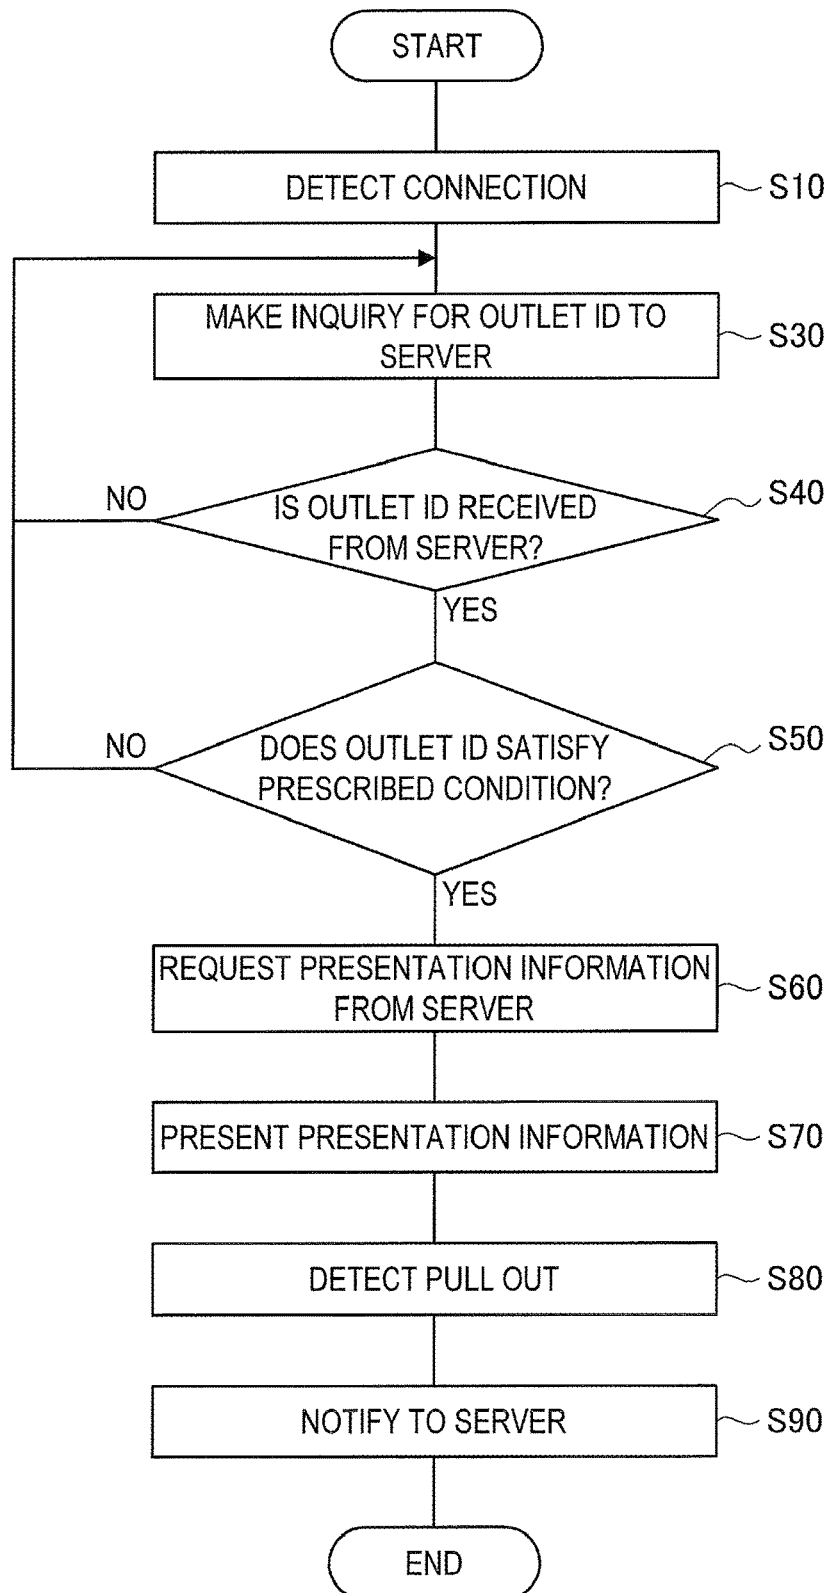 START
DETECT CONNECTION
S10
MAKE INQUIRY FOR OUTLET ID TO
SERVER
S30
IS OUTLET ID RECEIVED
FROM SERVER?
S40
NO
YES
DOES OUTLET ID SATISFY
PRESCRIBED CONDITION?
S50
NO
YES
REQUEST PRESENTATION INFORMATION
FROM SERVER
S60
PRESENT PRESENTATION INFORMATION
S70
DETECT PULL OUT
S80
NOTIFY TO SERVER
S90
END